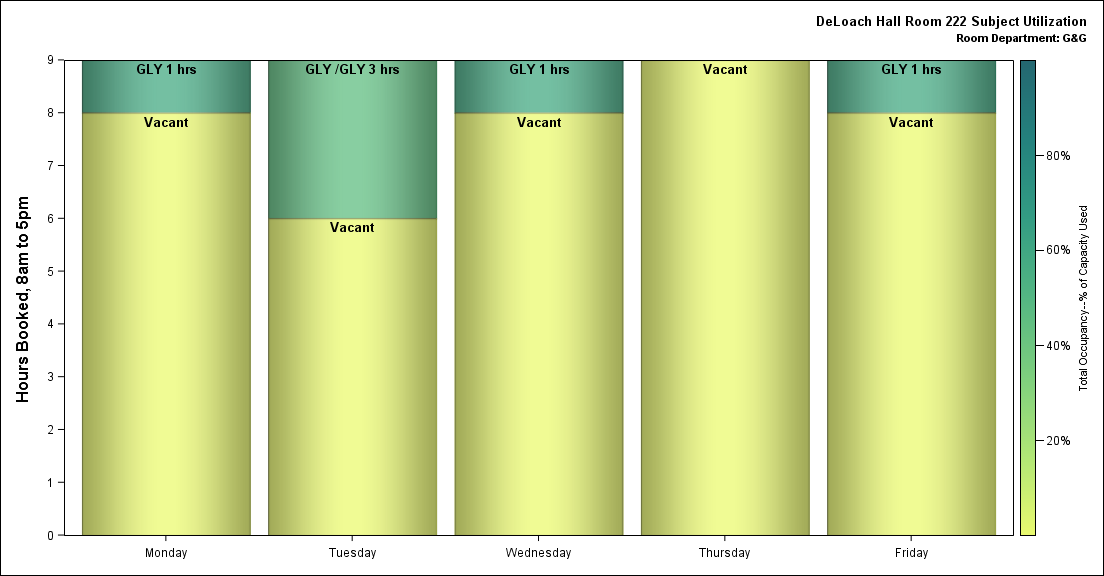 DeLoach Hall Room 222 Subject Utilization
Room Department: G&G
Hours Booked, 8am to 5pm
9
8
7
6
5
4
3
2
1
0
GLY 1 hrs
Vacant
GLY /GLY 3 hrs
Vacant
GLY 1 hrs
Vacant
Vacant
GLY 1 hrs
Vacant
Monday
Tuesday
Wednesday
Thursday
Friday
80%
60%
40%
20%
Total Occupancy--% of Capacity Used